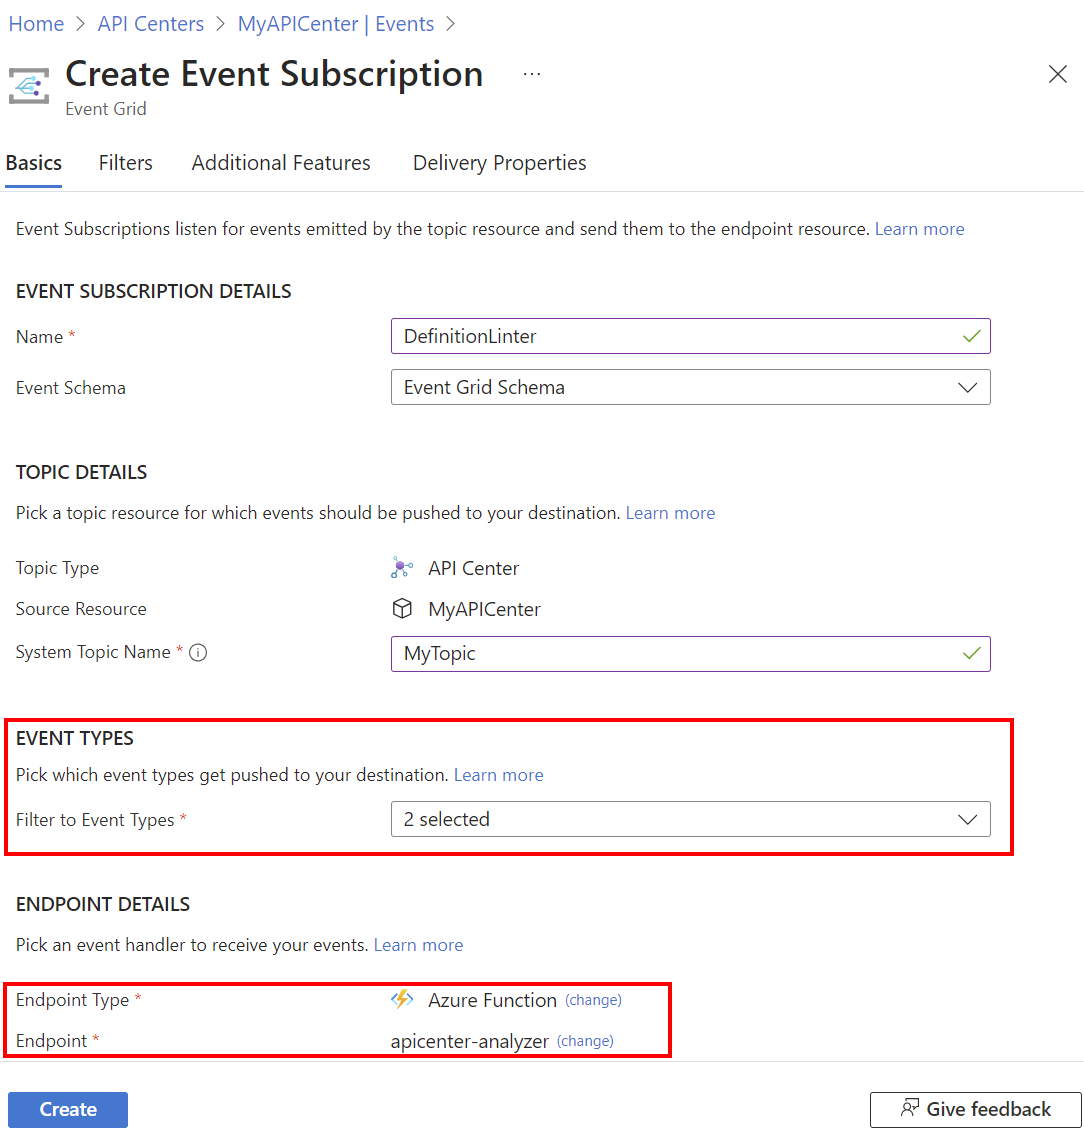 Home > API Centers > MyAPICenter | Events >
Create Event Subscription ...
Event Grid
Basics Filters Additional Features Delivery Properties
Event Subscriptions listen for events emitted by the topic resource and send them to the endpoint resource. Learn more
EVENT SUBSCRIPTION DETAILS
Name * DefinitionLinter
Event Schema Event Grid Schema
TOPIC DETAILS
Pick a topic resource for which events should be pushed to your destination. Learn more
Topic Type API Center
Source Resource MyAPICenter
System Topic Name * MyTopic
EVENT TYPES
Pick which event types get pushed to your destination. Learn more
Filter to Event Types * 2 selected
ENDPOINT DETAILS
Pick an event handler to receive your events. Learn more
Endpoint Type * Azure Function (change)
Endpoint * apicenter-analyzer (change)
Create Give feedback